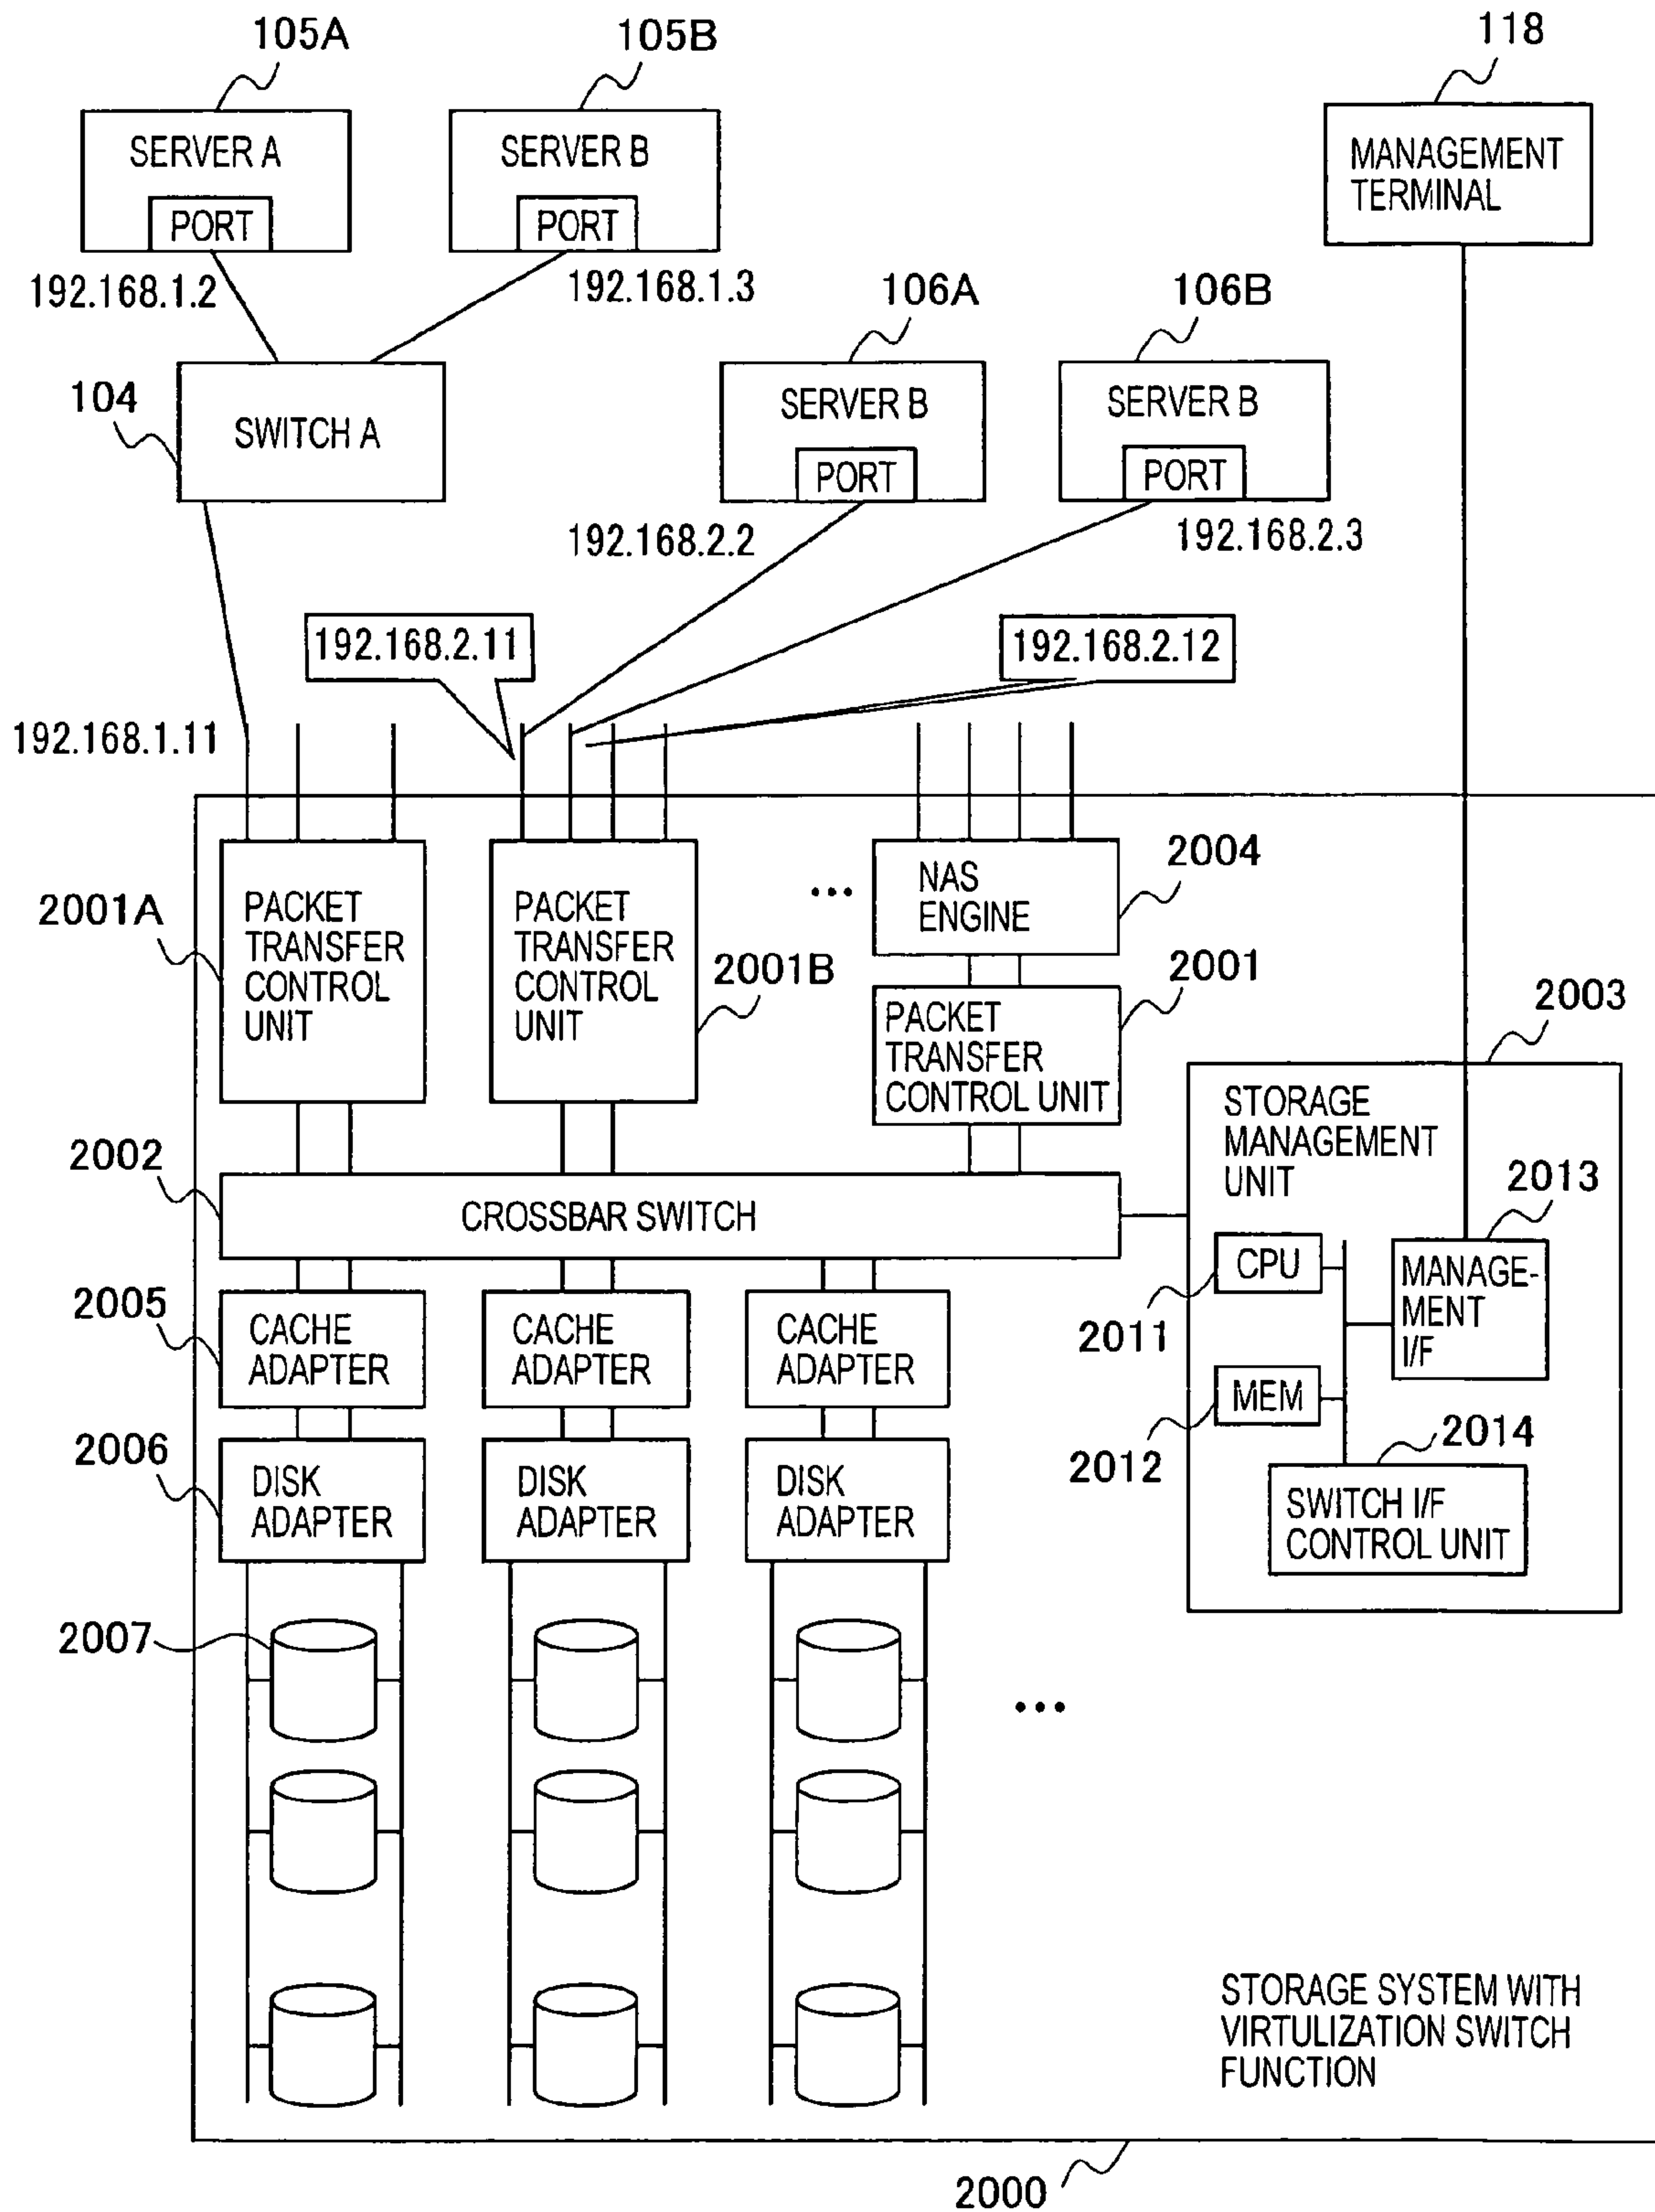 105A
105B
118
SERVER A
PORT
SERVER B
PORT
MANAGEMENT
TERMINAL
192.168.1.2
192.168.1.3
106A
106B
104
SWITCH A
SERVER B
PORT
SERVER B
PORT
192.168.2.2
192.168.2.3
192.168.2.11
192.168.2.12
192.168.1.11
2001A
PACKET
TRANSFER
CONTROL
UNIT
PACKET
TRANSFER
CONTROL
UNIT
2001B
...
NAS
ENGINE
2004
PACKET
TRANSFER
CONTROL UNIT
2001
2003
STORAGE
MANAGEMENT
UNIT
2002
CROSSBAR SWITCH
2013
CPU
2011
MANAGE-
MENT
I/F
MEM
2012
2014
SWITCH I/F
CONTROL UNIT
2005
CACHE
ADAPTER
CACHE
ADAPTER
CACHE
ADAPTER
2006
DISK
ADAPTER
DISK
ADAPTER
DISK
ADAPTER
2007
...
STORAGE SYSTEM WITH
VIRTULIZATION SWITCH
FUNCTION
2000